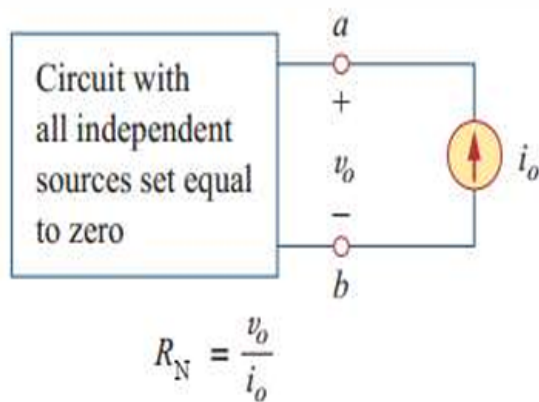 a
Circuit with
all independent
sources set equal
to zero
+
v_o
−
i_o
b
R_N = v_o / i_o